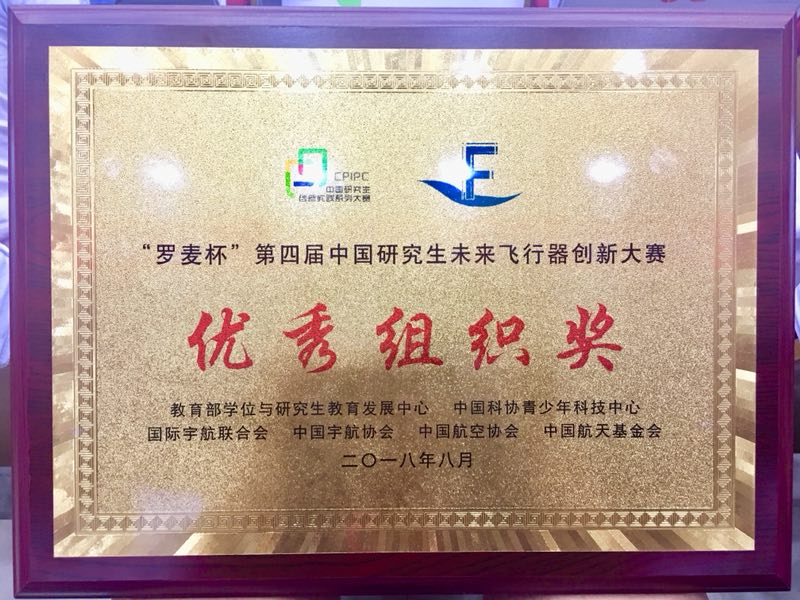 CPIPC
中国研究生
创新实践系列大赛
“罗麦杯”第四届中国研究生未来飞行器创新大赛
优秀组织奖
教育部学位与研究生教育发展中心 中国科协青少年科技中心
国际宇航联合会 中国宇航协会 中国航空协会 中国航天基金会
二〇一八年八月